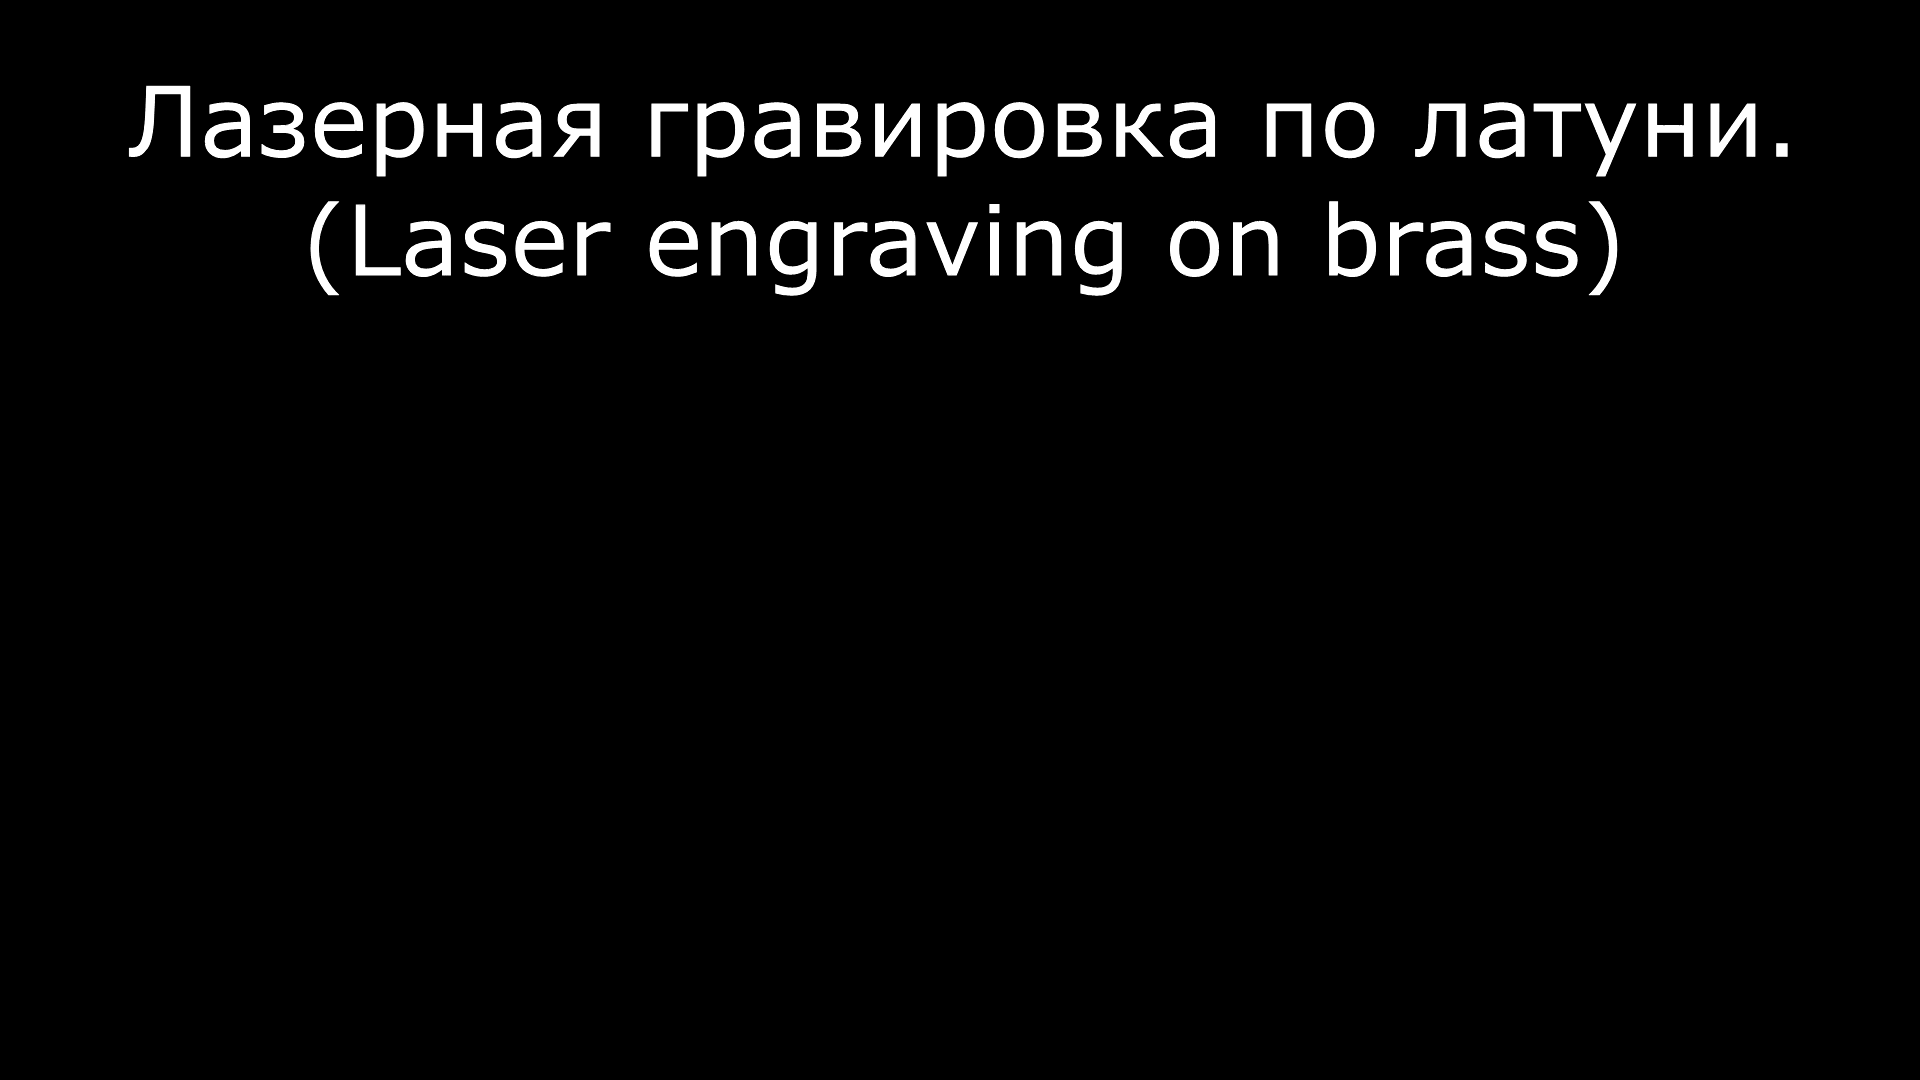 Лазерная гравировка по латуни.
(Laser engraving on brass)